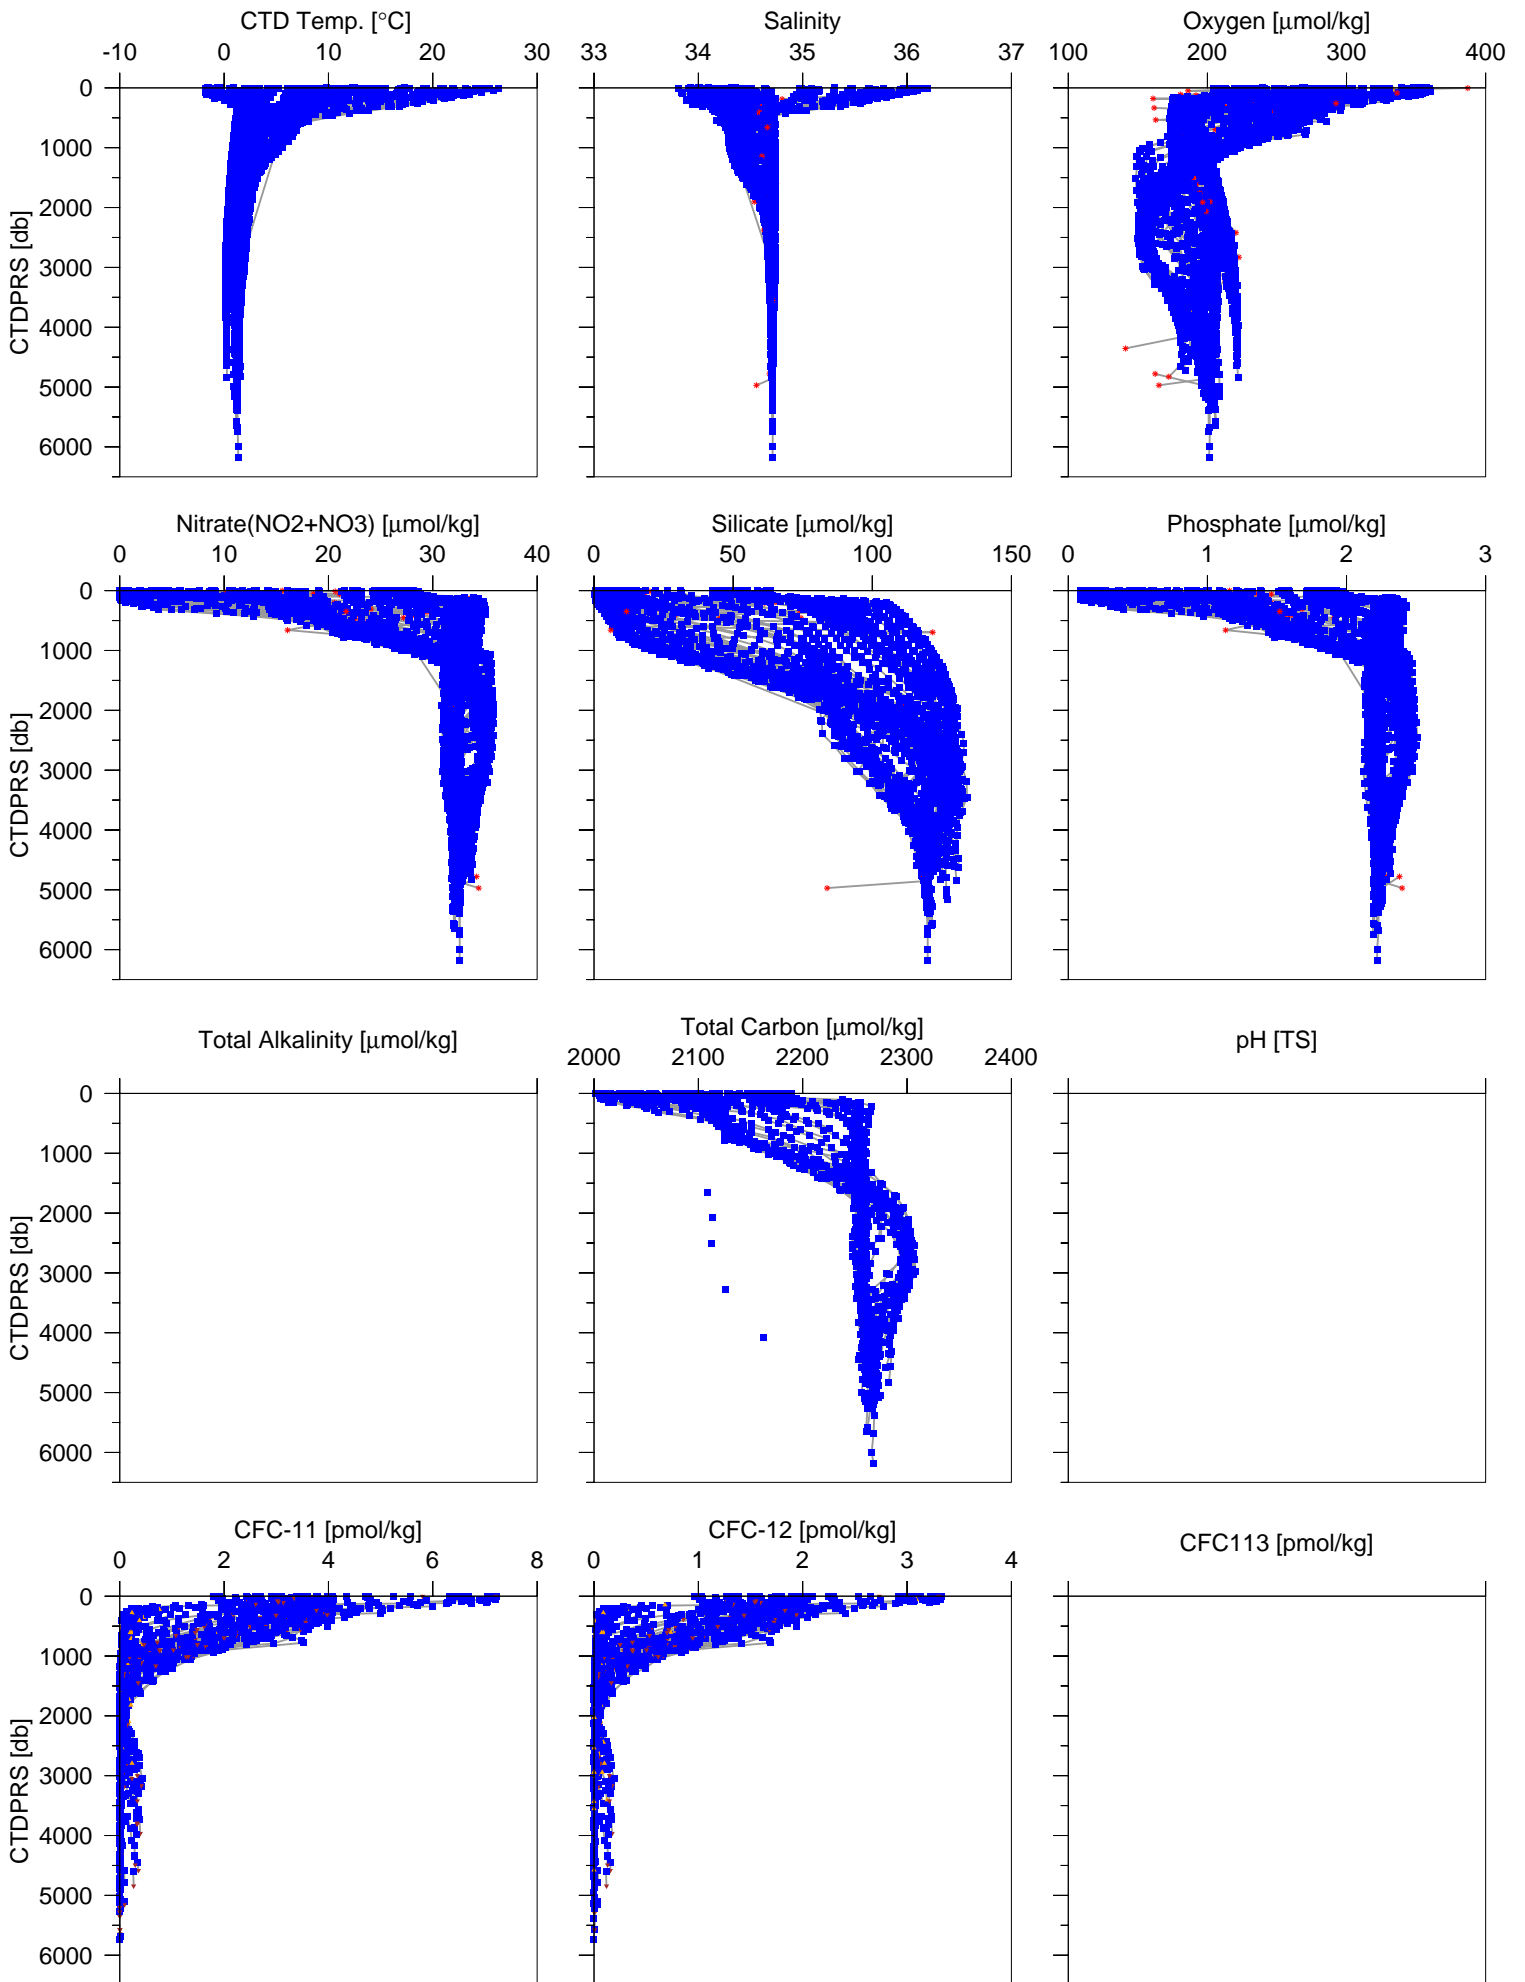 CTD Temp. [°C] Salinity Oxygen [μmol/kg]
-10 0 10 20 30 33 34 35 36 37 100 200 300 400
0
1000
2000
3000
4000
5000
6000
CTDPRS [db]
Nitrate(NO2+NO3) [μmol/kg] Silicate [μmol/kg] Phosphate [μmol/kg]
0 10 20 30 40 0 50 100 150 0 1 2 3
0
1000
2000
3000
4000
5000
6000
CTDPRS [db]
Total Alkalinity [μmol/kg] Total Carbon [μmol/kg] pH [TS]
2000 2100 2200 2300 2400
0
1000
2000
3000
4000
5000
6000
CTDPRS [db]
CFC-11 [pmol/kg] CFC-12 [pmol/kg] CFC113 [pmol/kg]
0 2 4 6 8 0 1 2 3 4
0
1000
2000
3000
4000
5000
6000
CTDPRS [db]